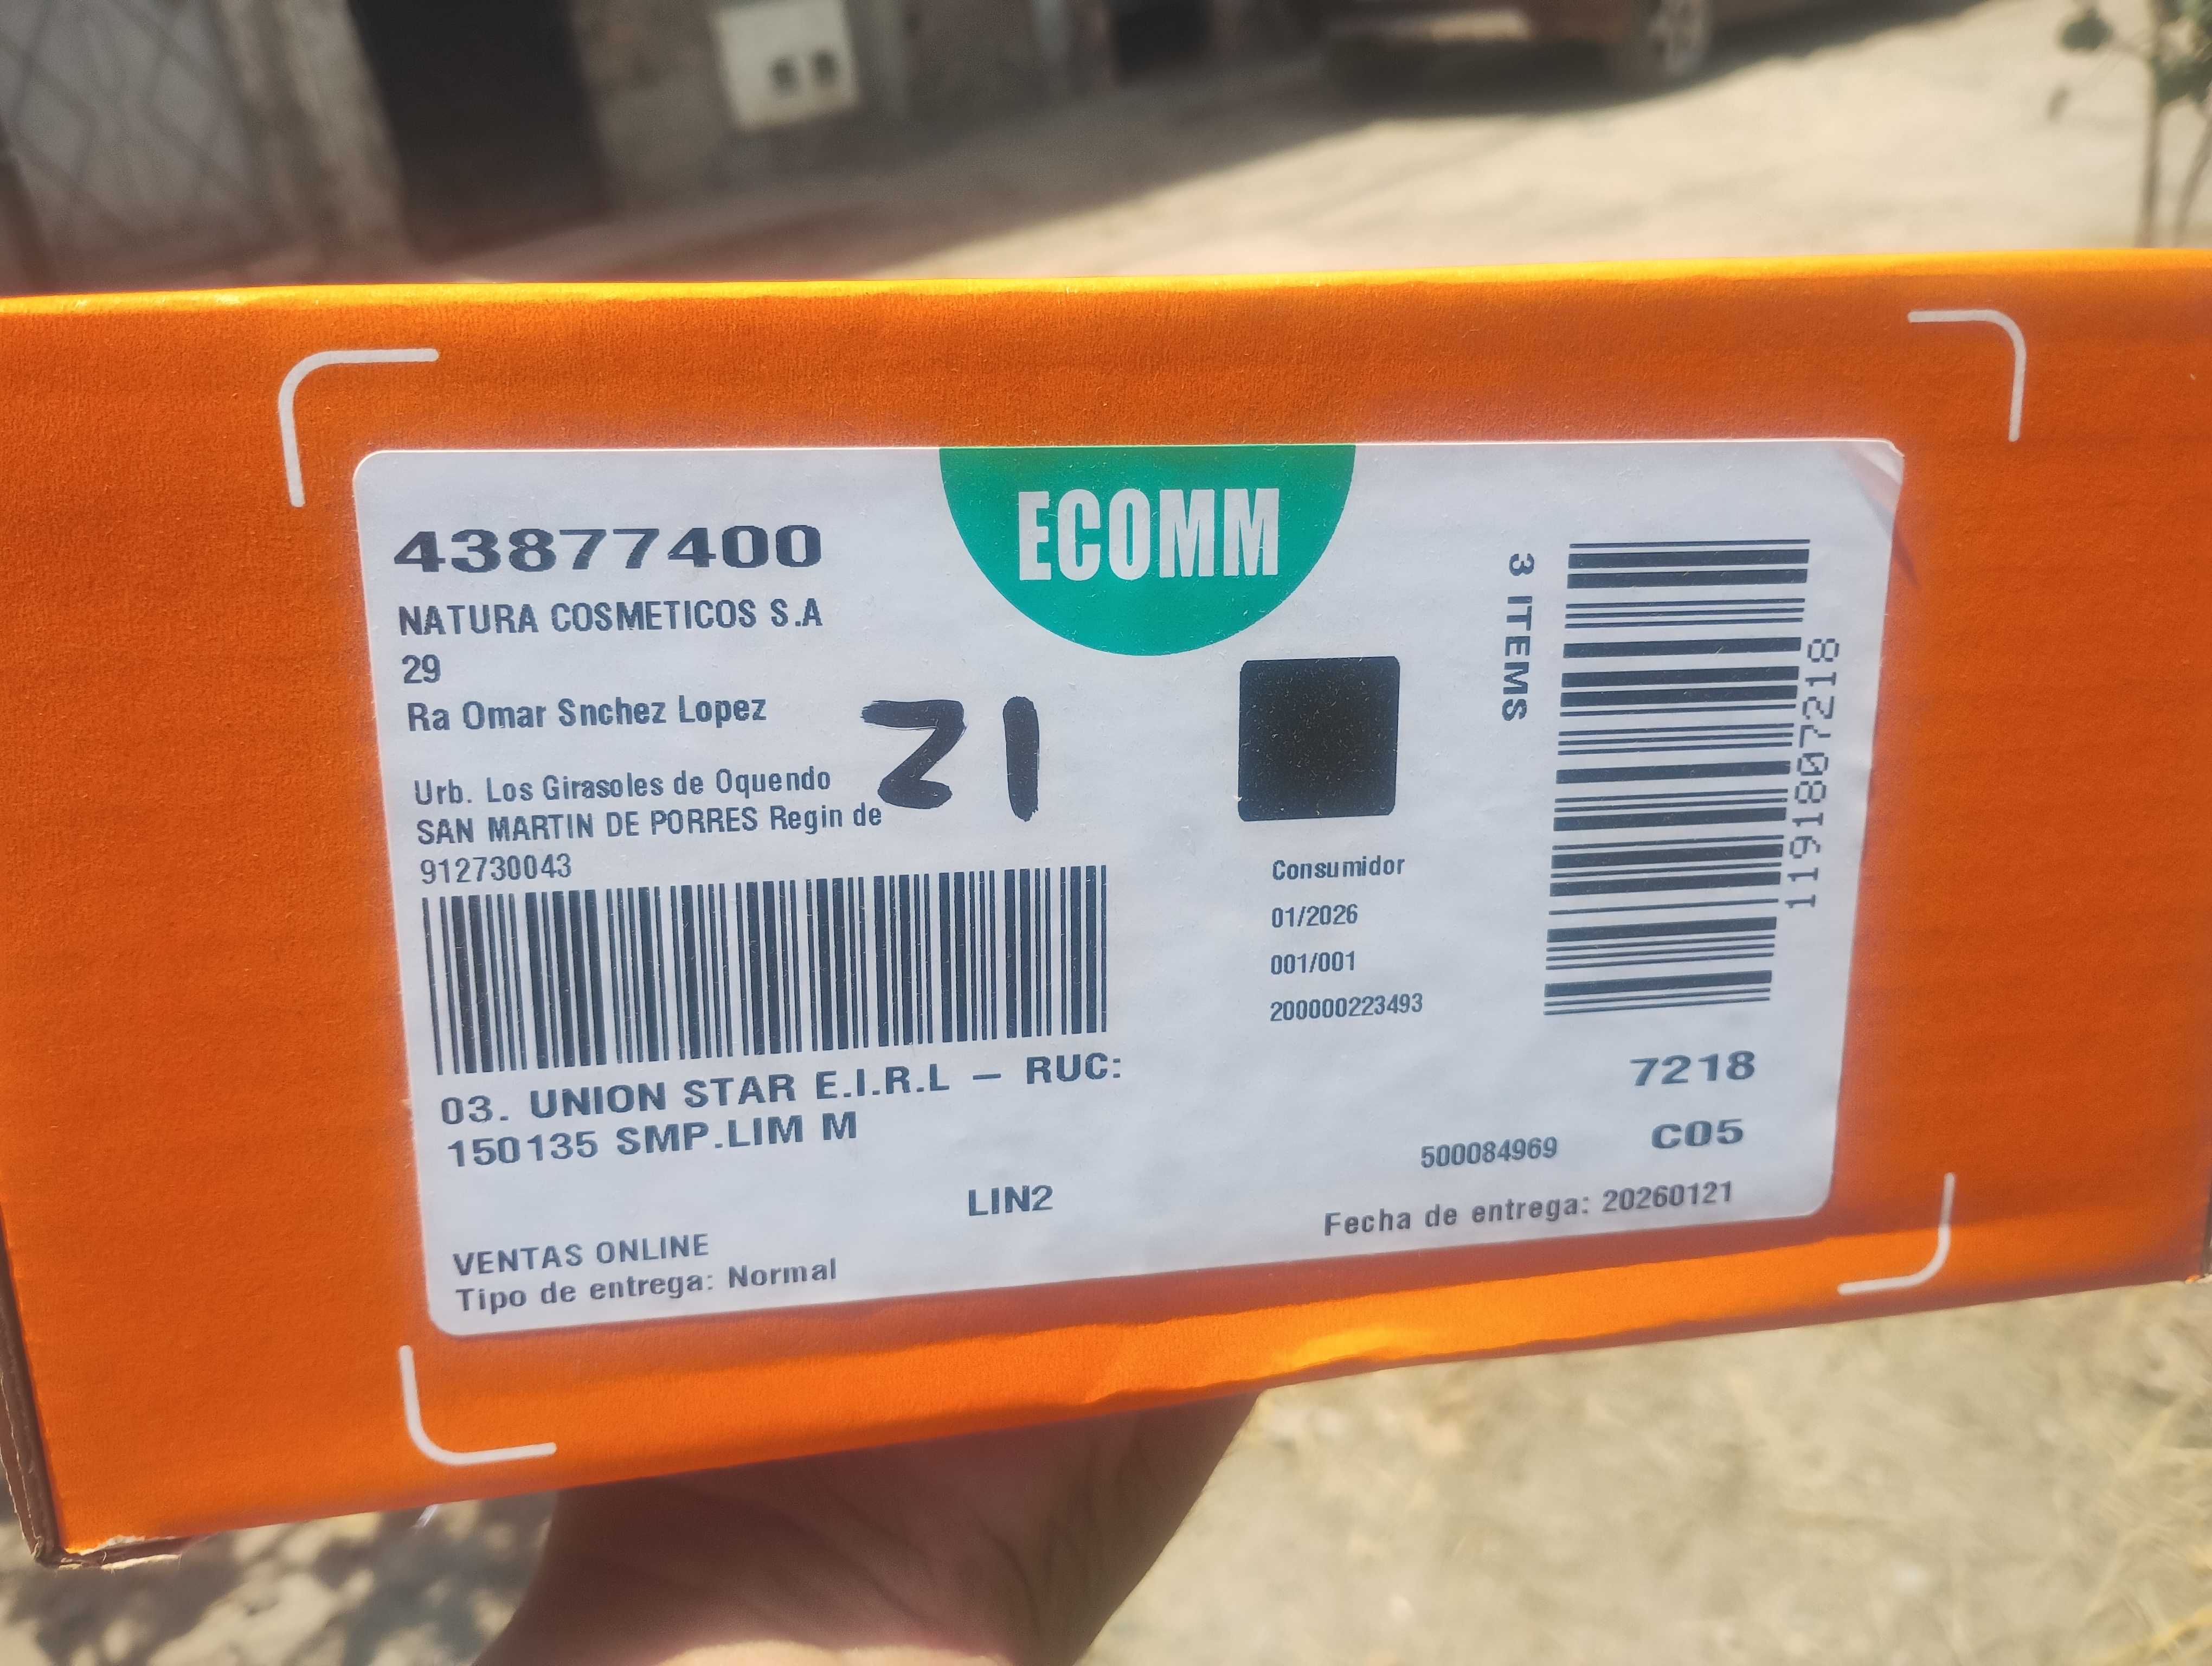 ECOMM
43877400
NATURA COSMETICOS S.A
29
Ra Omar Snchez Lopez
21
Urb. Los Girasoles de Oquendo
SAN MARTIN DE PORRES Regin de
912730043
03. UNION STAR E.I.R.L – RUC:
150135 SMP.LIM M
LIN2
VENTAS ONLINE
Tipo de entrega: Normal
Consumidor
01/2026
001/001
200000223493
3 ITEMS
1191807218
7218
C05
500084969
Fecha de entrega: 20260121